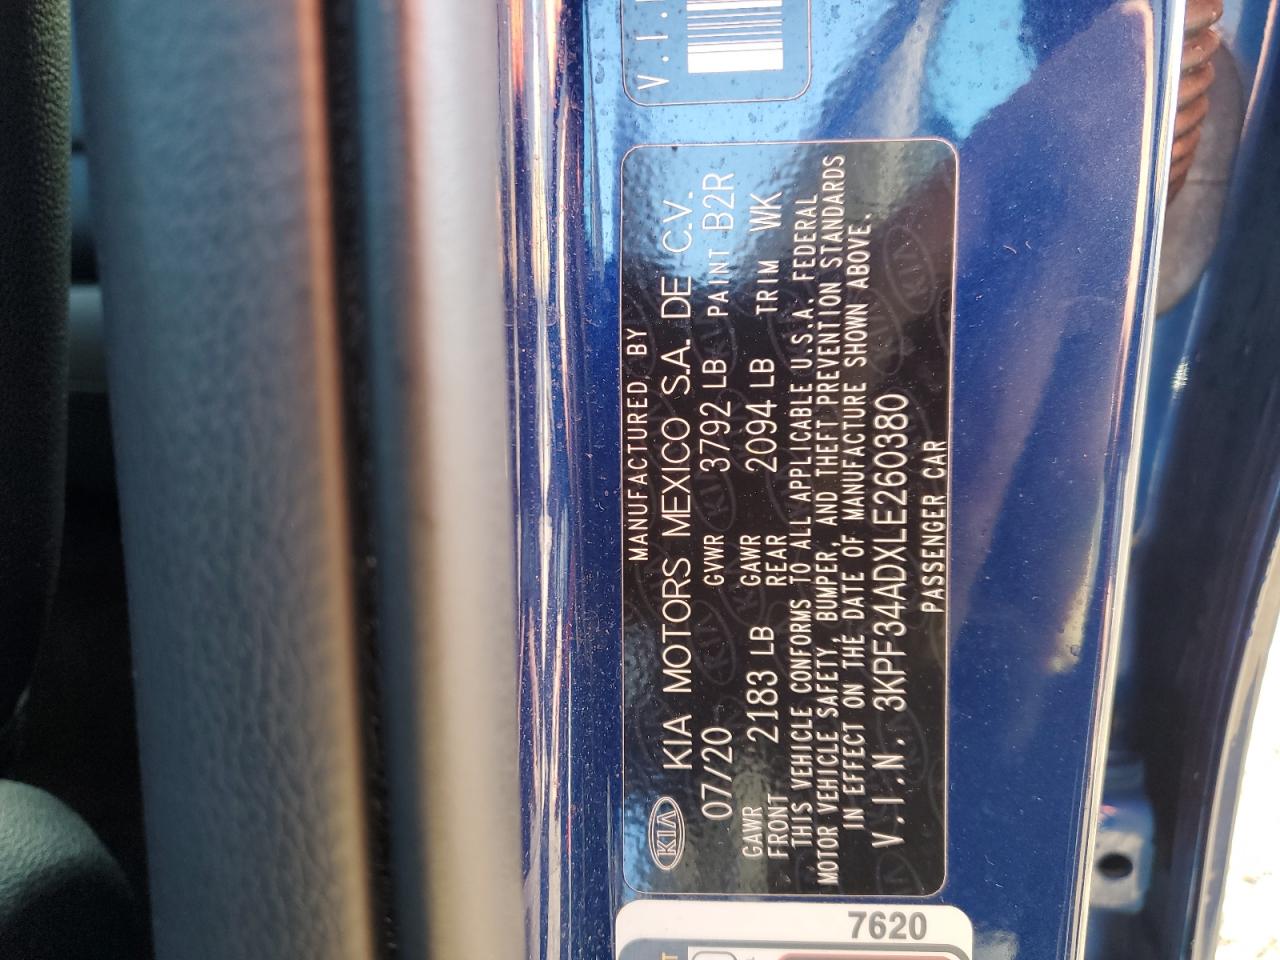 V.I.
MANUFACTURED BY
KIA KIA MOTORS MEXICO S.A. DE C.V.
07/20 GVWR 3792 LB PAINT B2R
GAWR FRONT 2183 LB GAWR REAR 2094 LB TRIM WK
THIS VEHICLE CONFORMS TO ALL APPLICABLE U.S.A. FEDERAL
MOTOR VEHICLE SAFETY, BUMPER, AND THEFT PREVENTION STANDARDS
IN EFFECT ON THE DATE OF MANUFACTURE SHOWN ABOVE.
V.I.N. 3KPF34ADXLE260380
PASSENGER CAR
7620